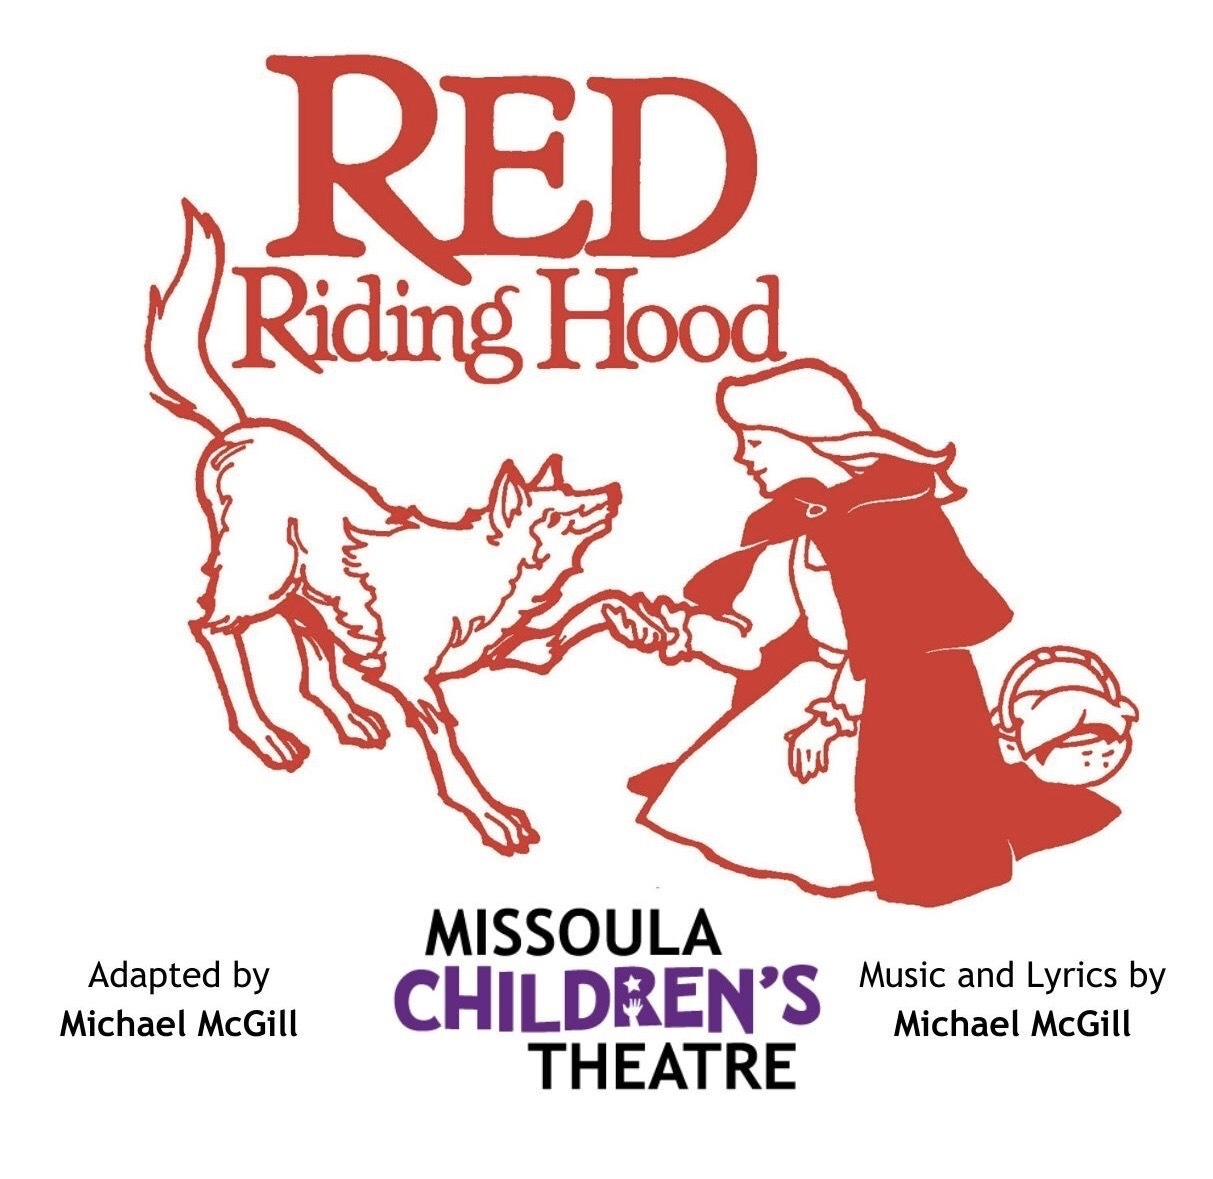 RED
Riding Hood
MISSOULA
CHILDREN'S
THEATRE
Adapted by
Michael McGill
Music and Lyrics by
Michael McGill